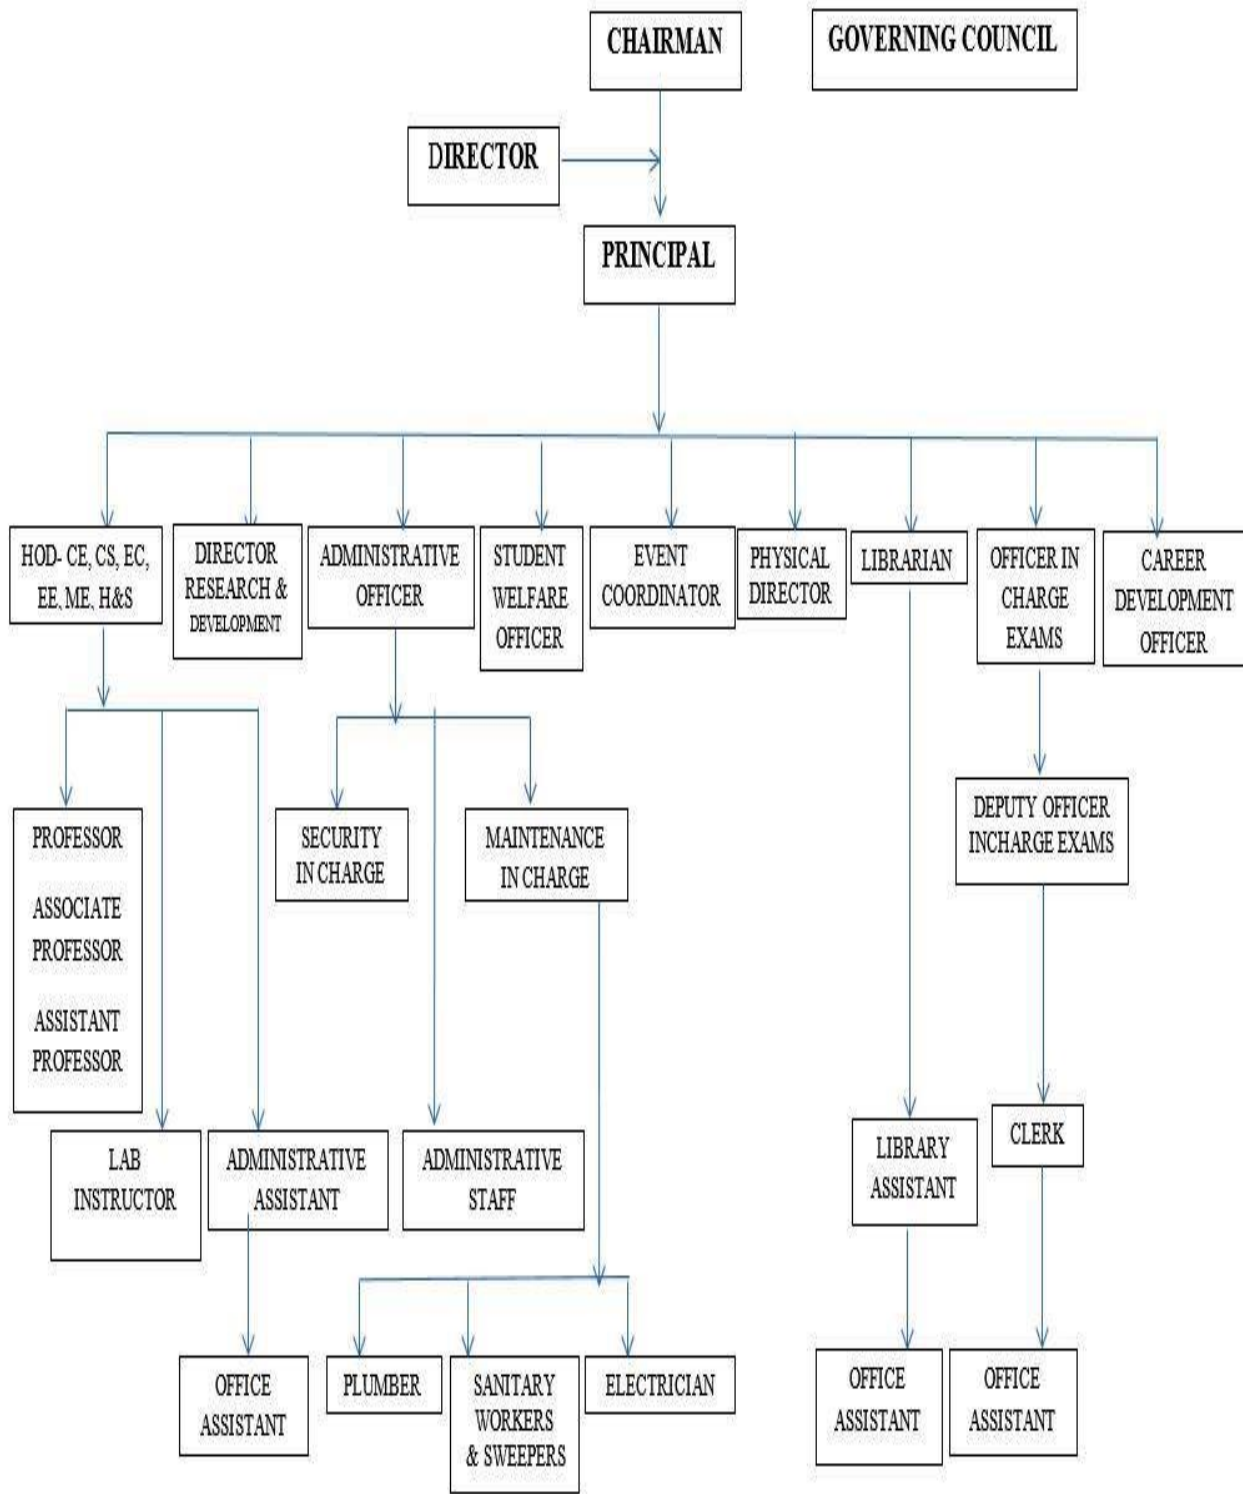 CHAIRMAN
GOVERNING COUNCIL
DIRECTOR
PRINCIPAL
HOD- CE, CS, EC,
EE, ME, H&S
DIRECTOR
RESEARCH &
DEVELOPMENT
ADMINISTRATIVE
OFFICER
STUDENT
WELFARE
OFFICER
EVENT
COORDINATOR
PHYSICAL
DIRECTOR
LIBRARIAN
OFFICER IN
CHARGE
EXAMS
CAREER
DEVELOPMENT
OFFICER
PROFESSOR
ASSOCIATE
PROFESSOR
ASSISTANT
PROFESSOR
SECURITY
IN CHARGE
MAINTENANCE
IN CHARGE
DEPUTY OFFICER
INCHARGE EXAMS
LAB
INSTRUCTOR
ADMINISTRATIVE
ASSISTANT
ADMINISTRATIVE
STAFF
LIBRARY
ASSISTANT
CLERK
OFFICE
ASSISTANT
PLUMBER
SANITARY
WORKERS
& SWEEPERS
ELECTRICIAN
OFFICE
ASSISTANT
OFFICE
ASSISTANT